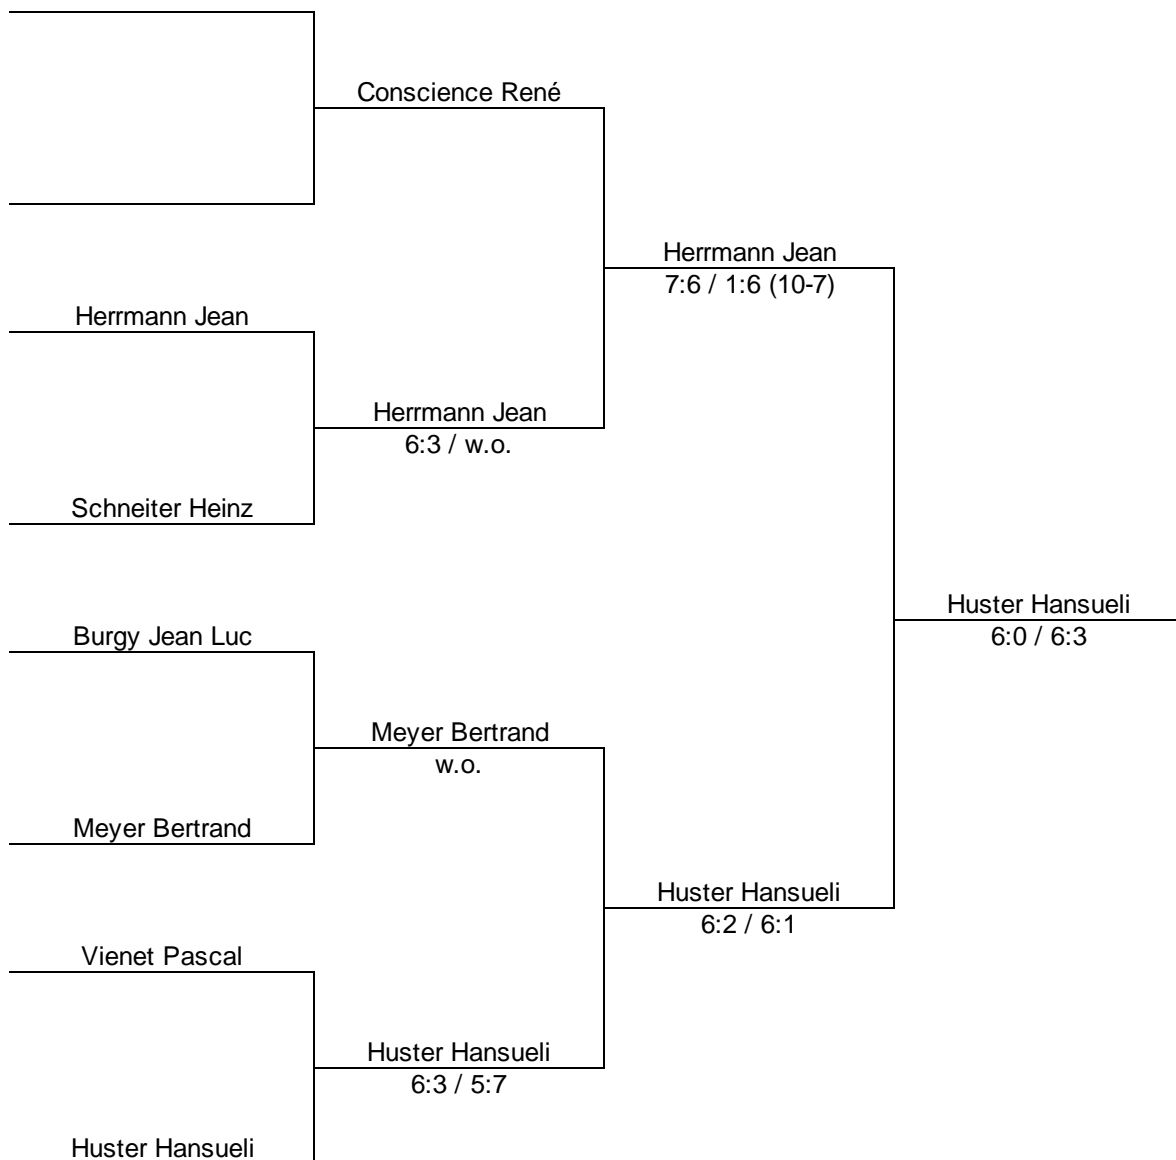 Conscience René
Herrmann Jean
7:6 / 1:6 (10-7)
Herrmann Jean
Herrmann Jean
6:3 / w.o.
Schneiter Heinz
Huster Hansueli
6:0 / 6:3
Burgy Jean Luc
Meyer Bertrand
w.o.
Meyer Bertrand
Huster Hansueli
6:2 / 6:1
Vienet Pascal
Huster Hansueli
6:3 / 5:7
Huster Hansueli